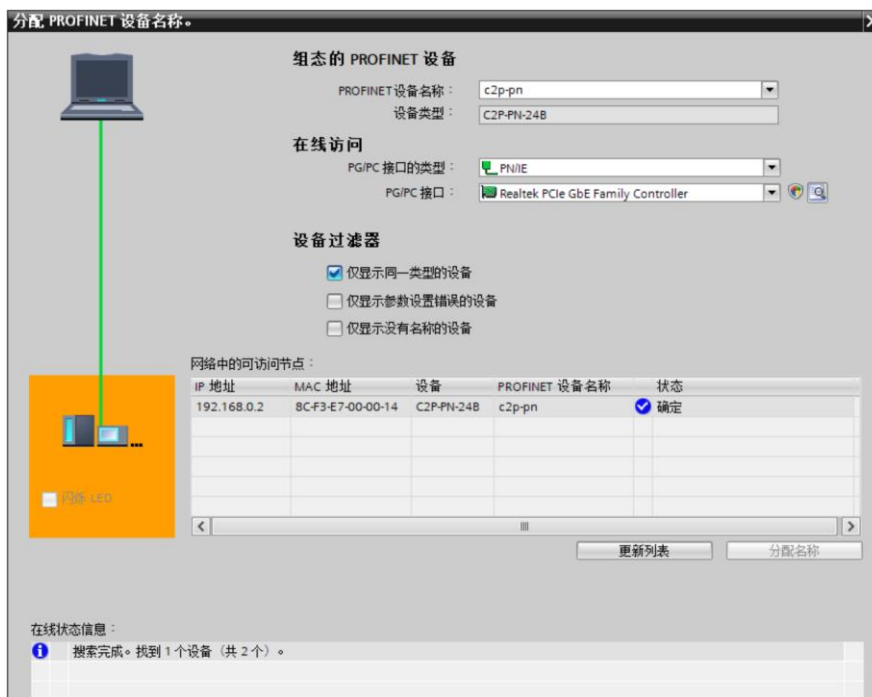 分配 PROFINET 设备名称。
组态的 PROFINET 设备
PROFINET设备名称： c2p-pn
设备类型： C2P-PN-24B
在线访问
PG/PC 接口的类型： PN/IE
PG/PC 接口： Realtek PCIe GbE Family Controller
设备过滤器
仅显示同一类型的设备
仅显示参数设置错误的设备
仅显示没有名称的设备
网络中的可访问节点：
IP 地址 MAC 地址 设备 PROFINET 设备名称 状态
192.168.0.2 8C-F3-E7-00-00-14 C2P-PN-24B c2p-pn 确定
闪烁 LED
更新列表 分配名称
在线状态信息：
搜索完成。找到 1 个设备（共 2 个）。